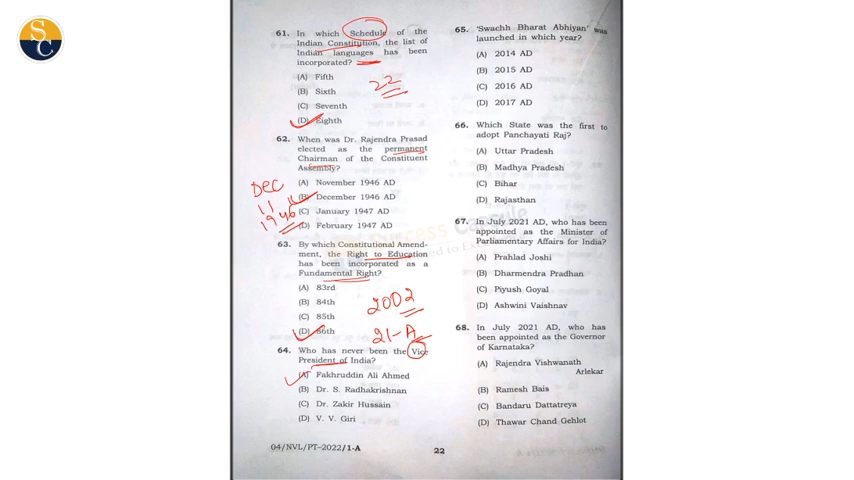 S
C
61. In which Schedule of the
Indian Constitution, the list of
Indian languages has been
incorporated?
(A) Fifth
(B) Sixth
(C) Seventh
(D) Eighth
22
62. When was Dr. Rajendra Prasad
elected as the permanent
Chairman of the Constituent
Assembly?
(A) November 1946 AD
(B) December 1946 AD
(C) January 1947 AD
(D) February 1947 AD
Dec
11
1946
63. By which Constitutional Amend-
ment, the Right to Education
has been incorporated as a
Fundamental Right?
(A) 83rd
(B) 84th
(C) 85th
(D) 86th
2002
21-A
64. Who has never been the Vice
President of India?
(A) Fakhruddin Ali Ahmed
(B) Dr. S. Radhakrishnan
(C) Dr. Zakir Hussain
(D) V. V. Giri
04/NVL/PT-2022/1-A
22
65. 'Swachh Bharat Abhiyan' was
launched in which year?
(A) 2014 AD
(B) 2015 AD
(C) 2016 AD
(D) 2017 AD
66. Which State was the first to
adopt Panchayati Raj?
(A) Uttar Pradesh
(B) Madhya Pradesh
(C) Bihar
(D) Rajasthan
67. In July 2021 AD, who has been
appointed as the Minister of
Parliamentary Affairs for India?
(A) Prahlad Joshi
(B) Dharmendra Pradhan
(C) Piyush Goyal
(D) Ashwini Vaishnav
68. In July 2021 AD, who has
been appointed as the Governor
of Karnataka?
(A) Rajendra Vishwanath
Arlekar
(B) Ramesh Bais
(C) Bandaru Dattatreya
(D) Thawar Chand Gehlot
Success Capsule